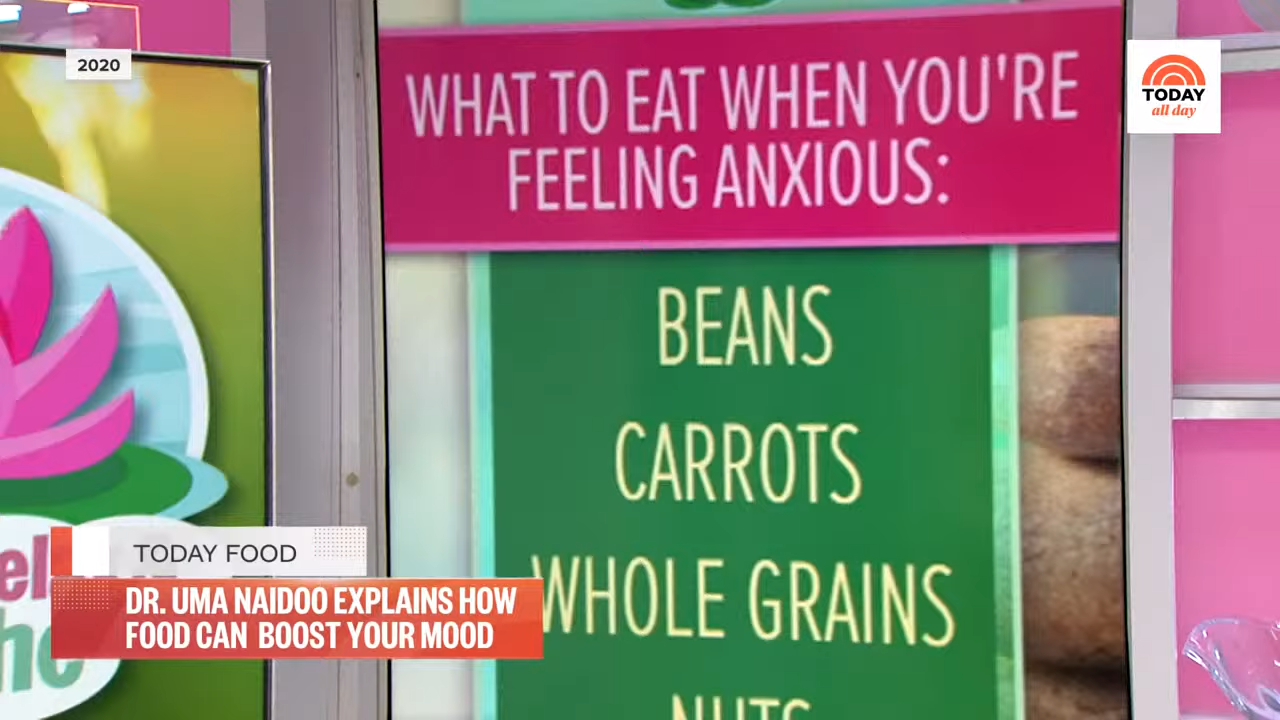 2020
TODAY
all day
WHAT TO EAT WHEN YOU'RE
FEELING ANXIOUS:
BEANS
CARROTS
WHOLE GRAINS
NUTS
TODAY FOOD
DR. UMA NAIDOO EXPLAINS HOW
FOOD CAN BOOST YOUR MOOD